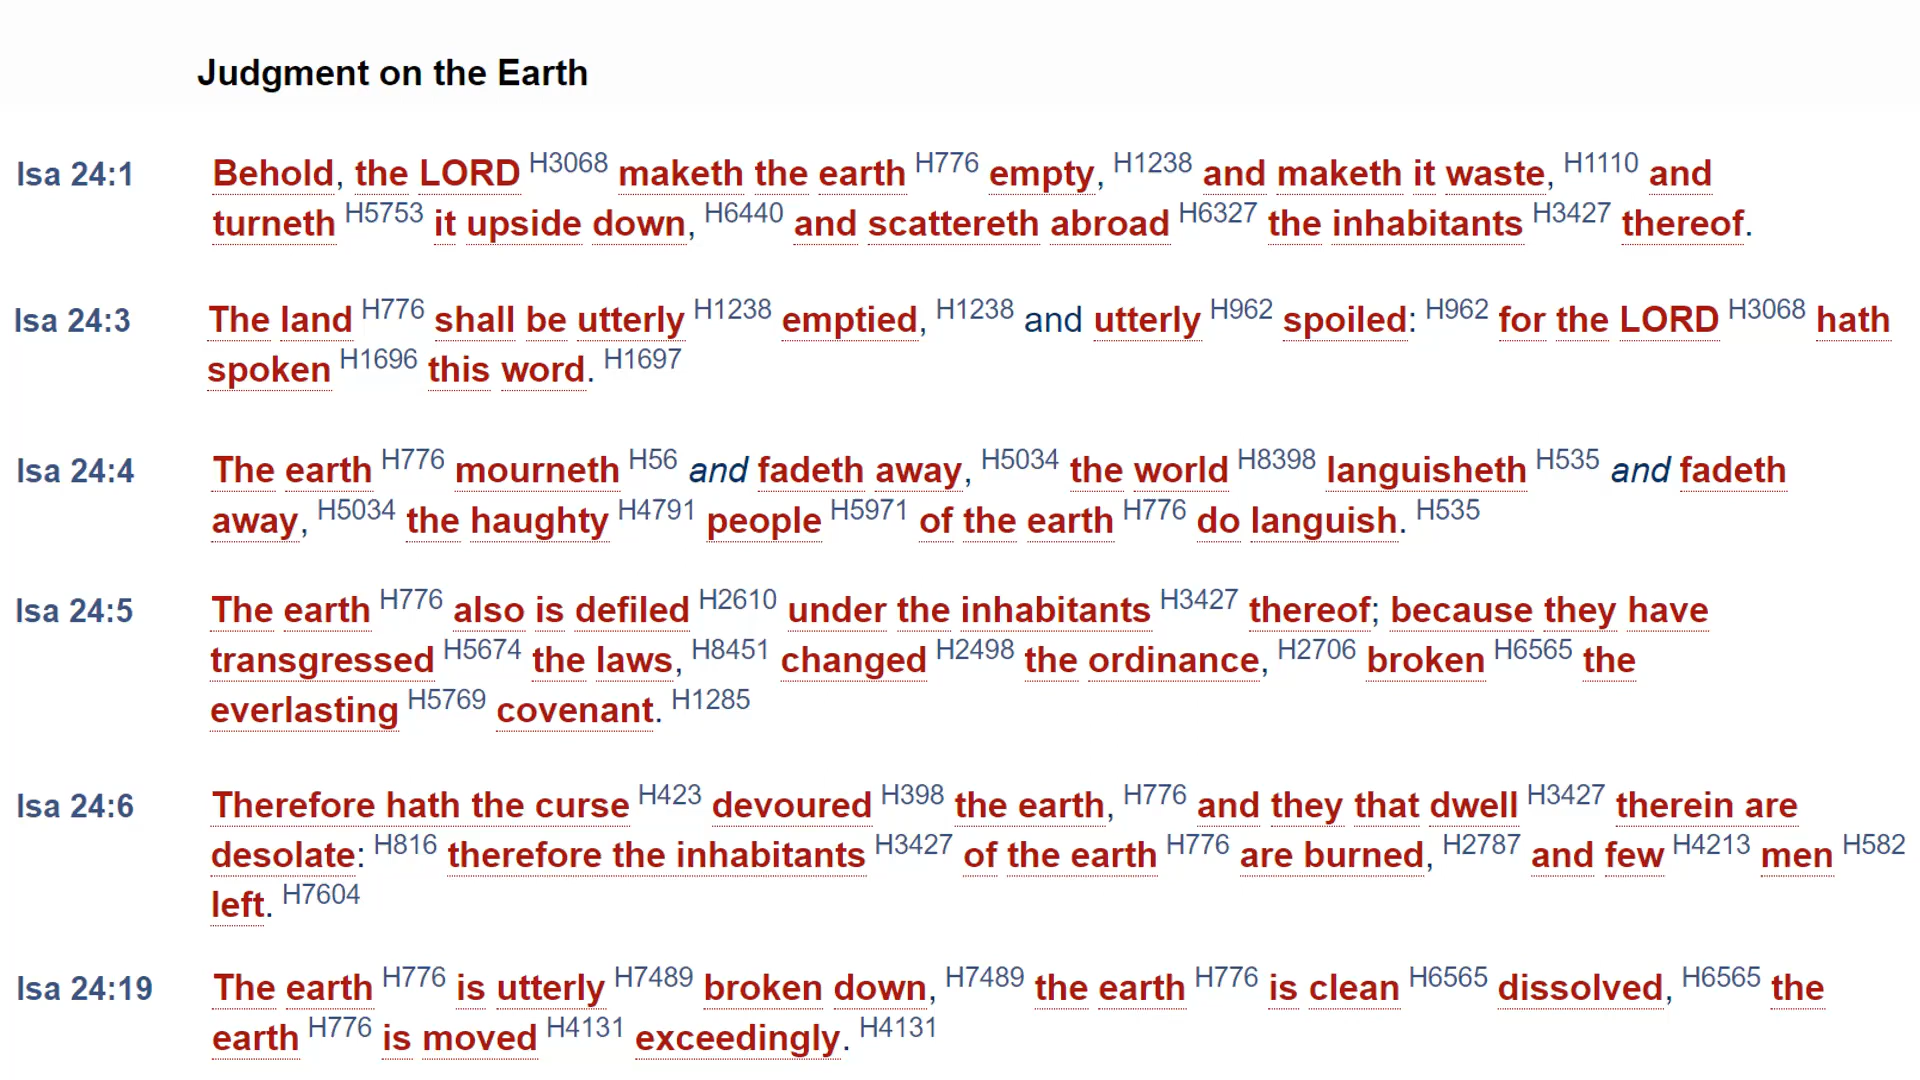 Judgment on the Earth
Isa 24:1 Behold, the LORD H3068 maketh the earth H776 empty, H1238 and maketh it waste, H1110 and
turneth H5753 it upside down, H6440 and scattereth abroad H6327 the inhabitants H3427 thereof.
Isa 24:3 The land H776 shall be utterly H1238 emptied, H1238 and utterly H962 spoiled: H962 for the LORD H3068 hath
spoken H1696 this word. H1697
Isa 24:4 The earth H776 mourneth H56 and fadeth away, H5034 the world H8398 languisheth H535 and fadeth
away, H5034 the haughty H4791 people H5971 of the earth H776 do languish. H535
Isa 24:5 The earth H776 also is defiled H2610 under the inhabitants H3427 thereof; because they have
transgressed H5674 the laws, H8451 changed H2498 the ordinance, H2706 broken H6565 the
everlasting H5769 covenant. H1285
Isa 24:6 Therefore hath the curse H423 devoured H398 the earth, H776 and they that dwell H3427 therein are
desolate: H816 therefore the inhabitants H3427 of the earth H776 are burned, H2787 and few H4213 men H582
left. H7604
Isa 24:19 The earth H776 is utterly H7489 broken down, H7489 the earth H776 is clean H6565 dissolved, H6565 the
earth H776 is moved H4131 exceedingly. H4131